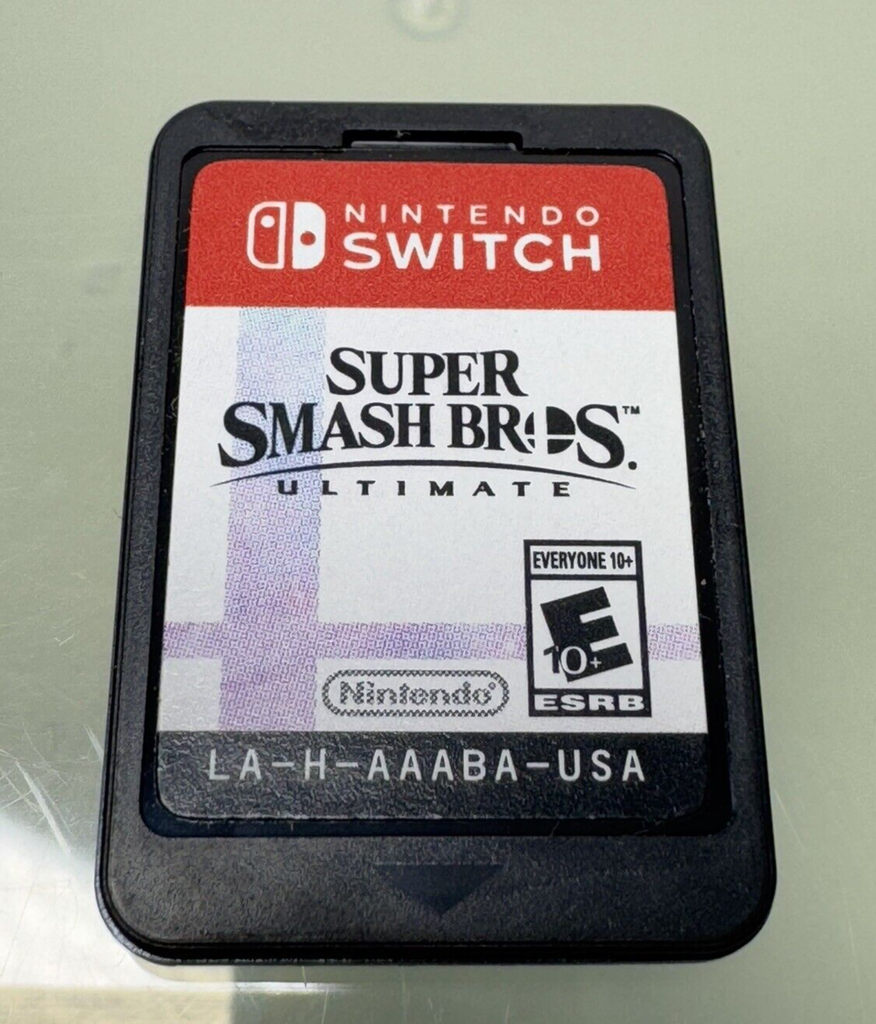 NINTENDO
SWITCH
SUPER
SMASH BROS.™
ULTIMATE
EVERYONE 10+
E
10+
ESRB
Nintendo®
LA-H-AAABA-USA